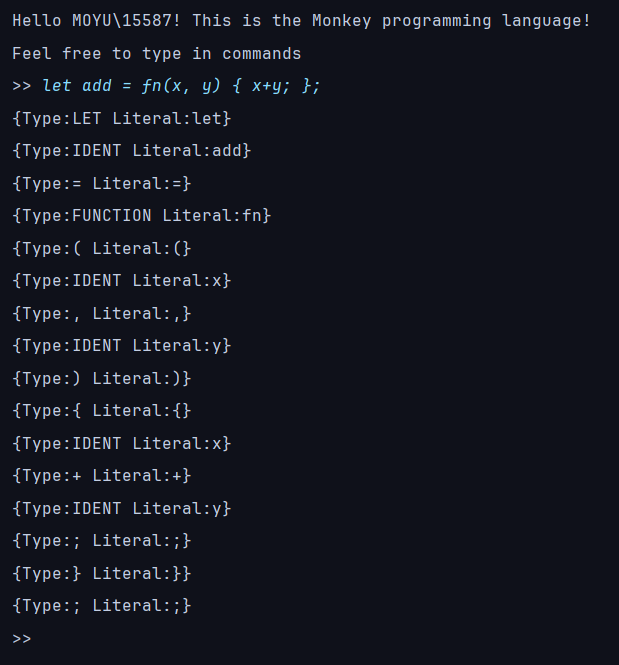 Hello MOYU\15587! This is the Monkey programming language!
Feel free to type in commands
>> let add = fn(x, y) { x+y; };
{Type:LET Literal:let}
{Type:IDENT Literal:add}
{Type:= Literal:=}
{Type:FUNCTION Literal:fn}
{Type:( Literal:(}
{Type:IDENT Literal:x}
{Type:, Literal:,}
{Type:IDENT Literal:y}
{Type:) Literal:)}
{Type:{ Literal:{}
{Type:IDENT Literal:x}
{Type:+ Literal:+}
{Type:IDENT Literal:y}
{Type:; Literal:;}
{Type:} Literal:}}
{Type:; Literal:;}
>>